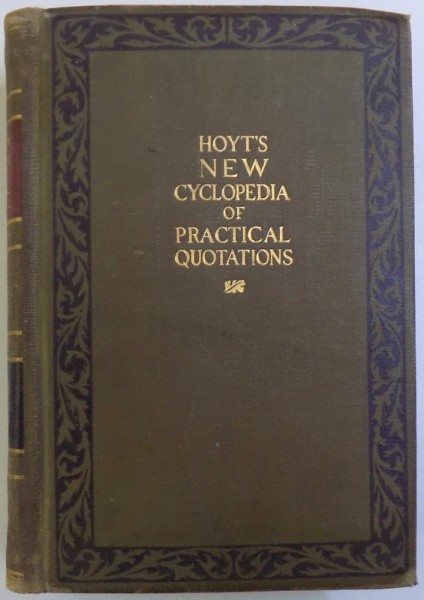 HOYT'S
NEW
CYCLOPEDIA
OF
PRACTICAL
QUOTATIONS